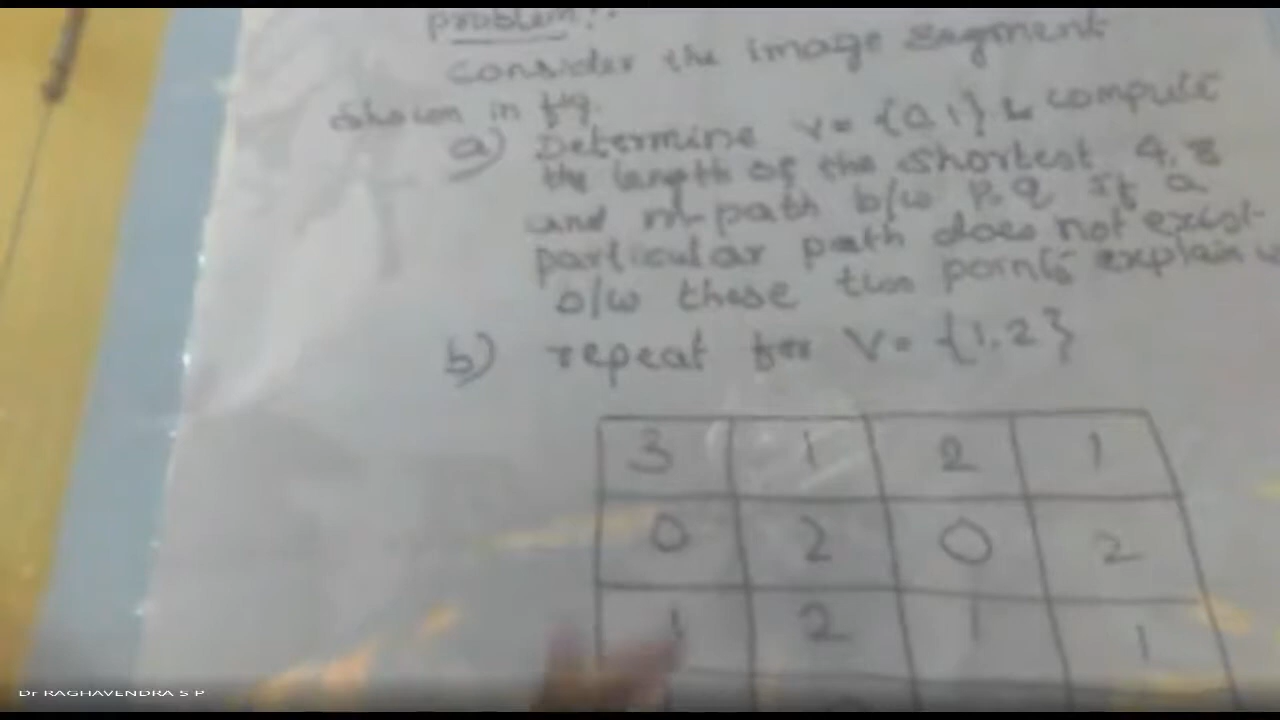 problem:
consider the image segment
shown in fig.
a) Determine V = {0,1} & compute
the length of the shortest 4, 8
and m-path b/w p, q If a
particular path does not exist
b/w these two points explain
b) repeat for V = {1,2}
3 1 2 1
0 2 0 2
1 2 1 1
Dr RAGHAVENDRA S P